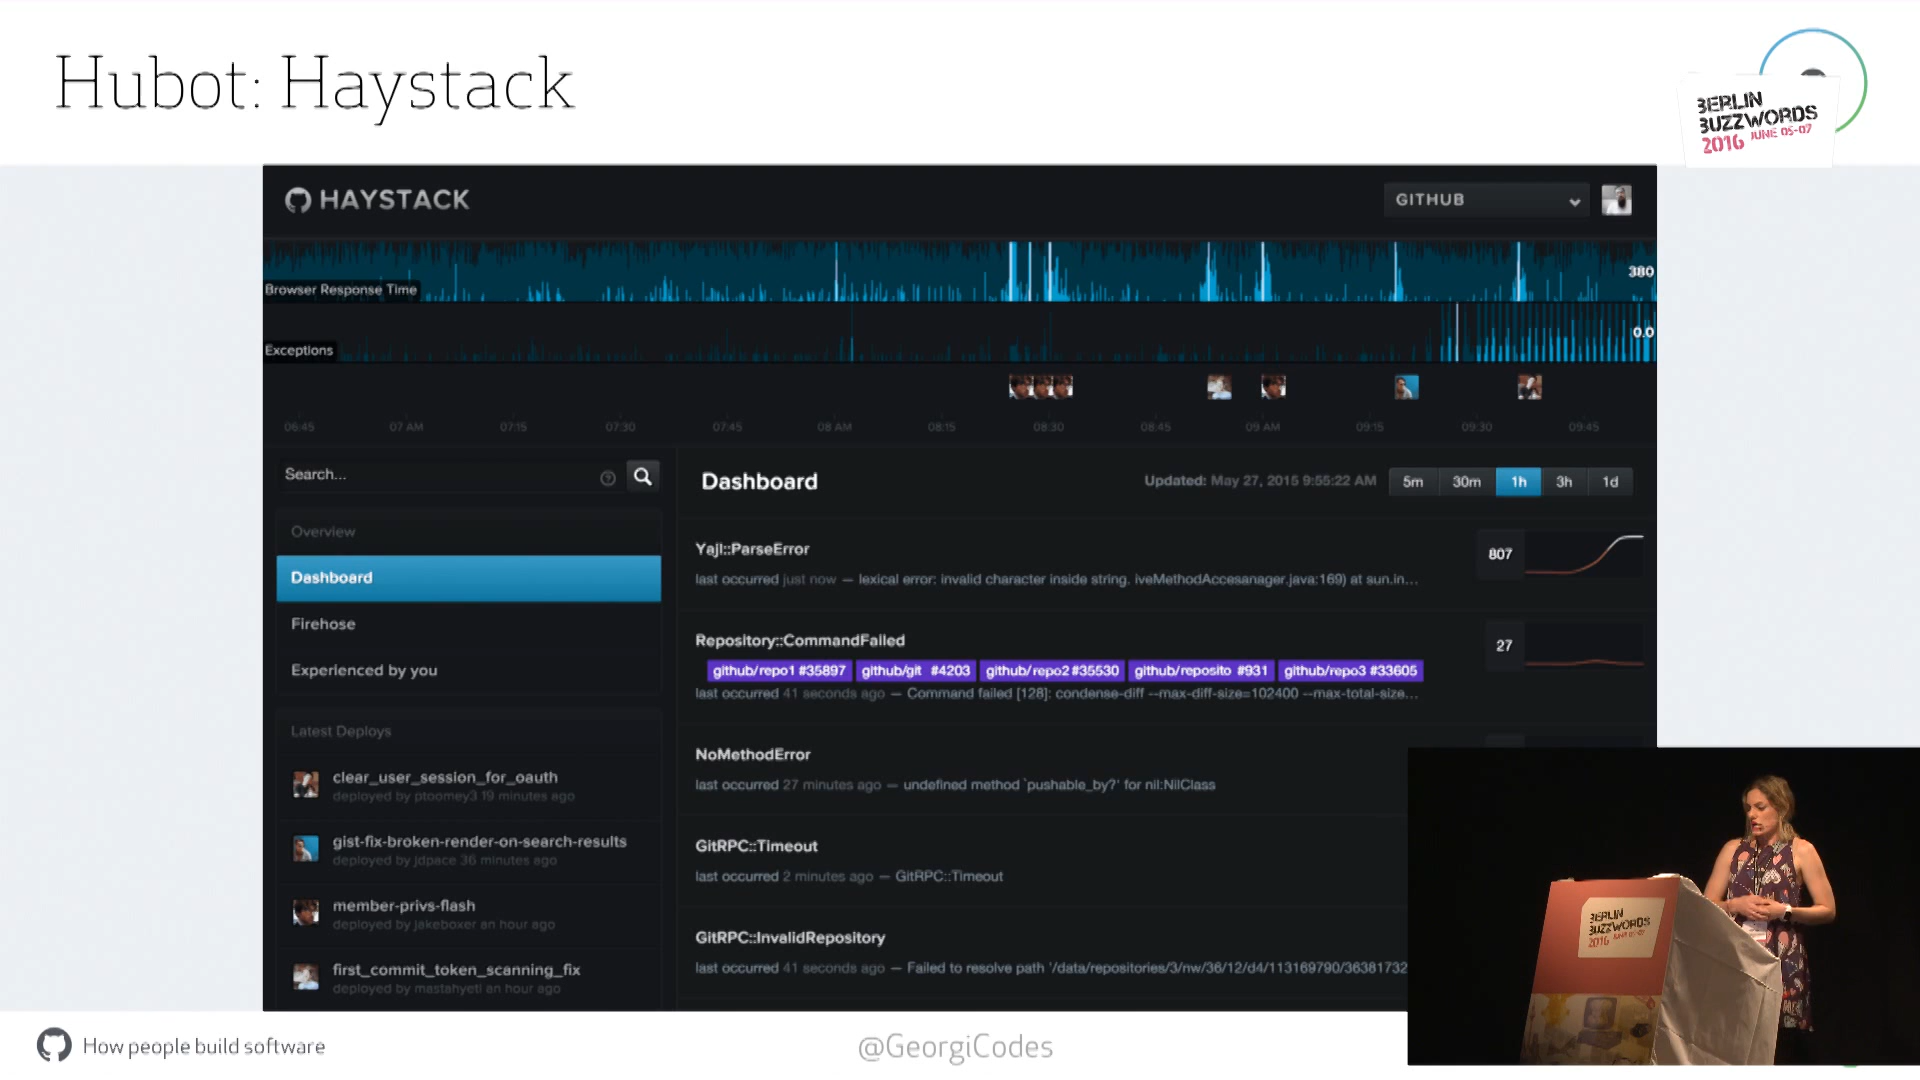 Hubot: Haystack
BERLIN
BUZZWORDS
2016 JUNE 05-07
HAYSTACK
GITHUB
380
Browser Response Time
0.0
Exceptions
06:45 07 AM 07:15 07:30 07:45 08 AM 08:15 08:30 08:45 09 AM 09:15 09:30 09:45
Search...
Dashboard
Updated: May 27, 2015 9:55:22 AM
5m 30m 1h 3h 1d
Overview
Dashboard
Firehose
Experienced by you
Latest Deploys
clear_user_session_for_oauth
deployed by ptoomey3 19 minutes ago
gist-fix-broken-render-on-search-results
deployed by jdpace 36 minutes ago
member-privs-flash
deployed by jakeboxer an hour ago
first_commit_token_scanning_fix
deployed by mastahyeti an hour ago
Yajl::ParseError
807
last occurred just now — lexical error: invalid character inside string. iveMethodAccesanager.java:169) at sun.in...
Repository::CommandFailed
27
github/repo1 #35897 github/git #4203 github/repo2 #35530 github/reposito #931 github/repo3 #33605
last occurred 41 seconds ago — Command failed [128]: condense-diff --max-diff-size=102400 --max-total-size...
NoMethodError
last occurred 27 minutes ago — undefined method `pushable_by?' for nil:NilClass
GitRPC::Timeout
last occurred 2 minutes ago — GitRPC::Timeout
GitRPC::InvalidRepository
last occurred 41 seconds ago — Failed to resolve path '/data/repositories/3/nw/36/12/d4/113169790/36381732
BERLIN
BUZZWORDS
2016 JUNE 05-07
How people build software
@GeorgiCodes